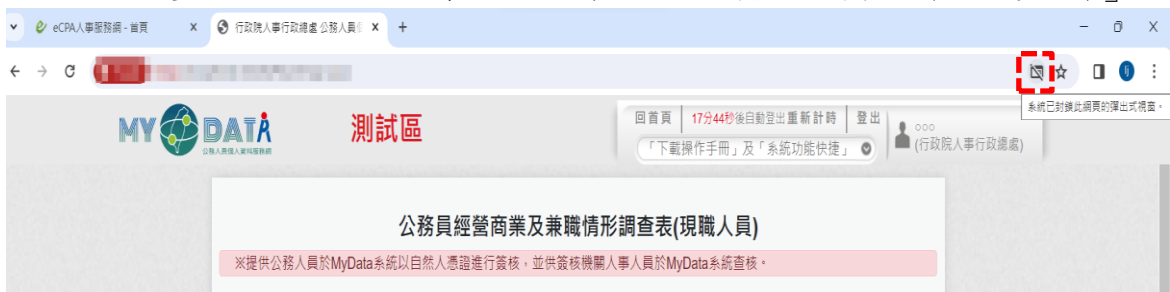 eCPA人事服務網 - 首頁
行政院人事行政總處 公務人員
系統已封鎖此網頁的彈出式視窗。
MYDATA
公務人員個人資料服務網
測試區
回首頁 | 17分44秒後自動登出重新計時 | 登出
「下載操作手冊」及「系統功能快捷」
ooo
(行政院人事行政總處)
公務員經營商業及兼職情形調查表(現職人員)
※提供公務人員於MyData系統以自然人憑證進行簽核，並供簽核機關人事人員於MyData系統查核。